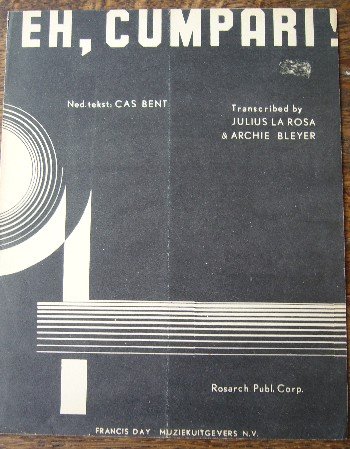 EH, CUMPARI!
Ned. tekst: CAS BENT
Transcribed by
JULIUS LA ROSA
& ARCHIE BLEYER
Rosarch Publ. Corp.
FRANCIS DAY MUZIEKUITGEVERS N.V.